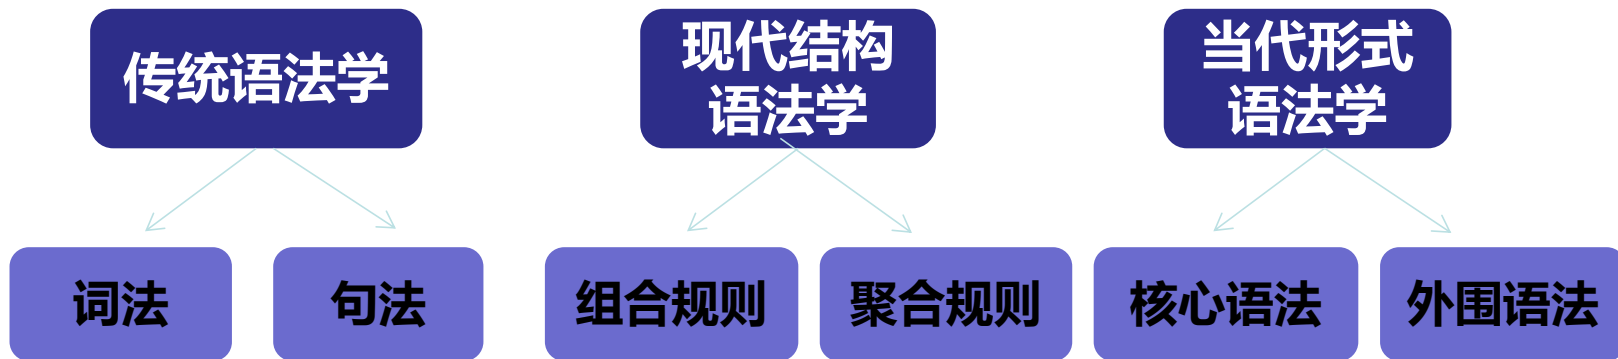 传统语法学
现代结构
语法学
当代形式
语法学
词法
句法
组合规则
聚合规则
核心语法
外围语法